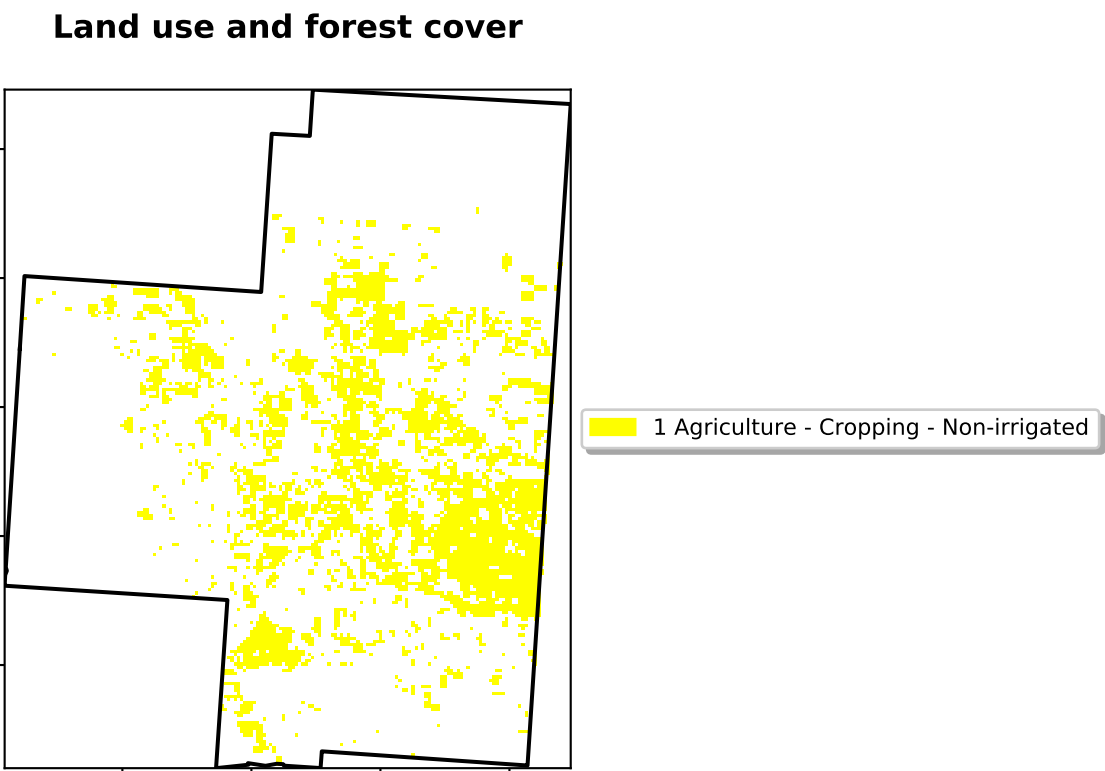 Land use and forest cover
1 Agriculture - Cropping - Non-irrigated